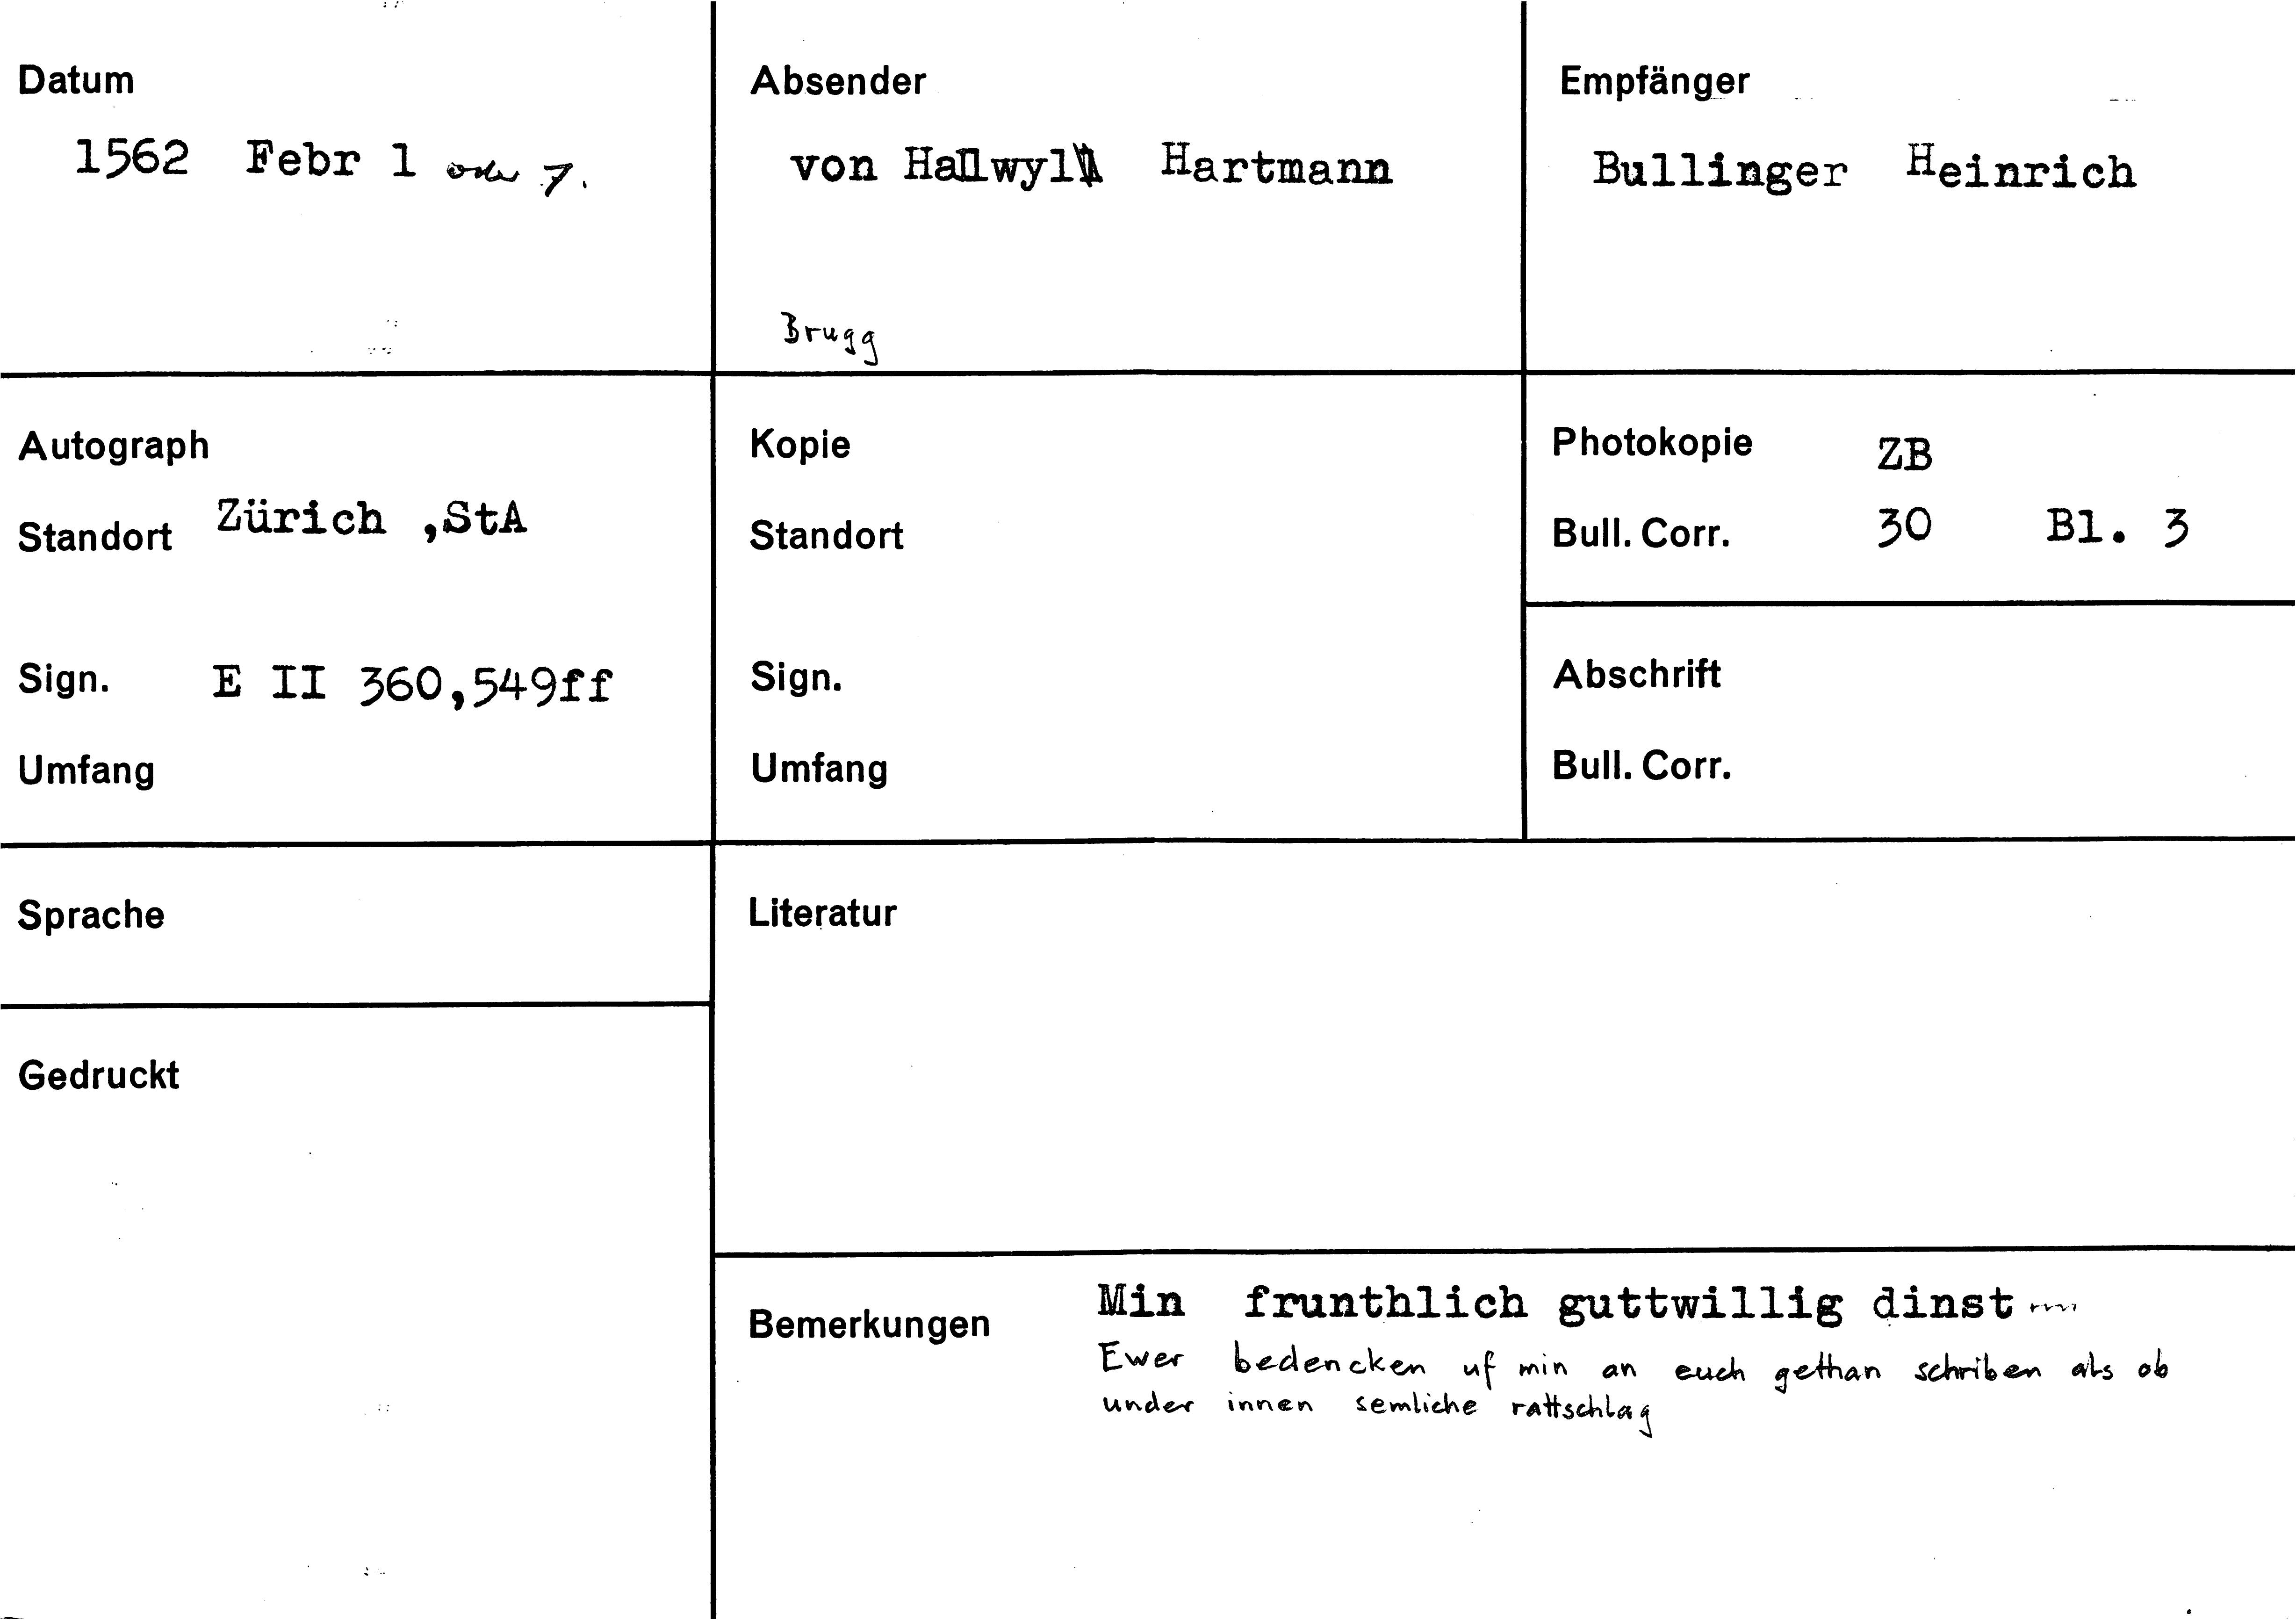 Datum
1562 Febr 1 oder 7.
Absender
von Hallwyl Hartmann
Brugg
Empfänger
Bullinger Heinrich
Autograph
Standort Zürich ,StA
Sign. E II 360,549ff
Umfang
Kopie
Standort
Sign.
Umfang
Photokopie ZB
Bull. Corr. 30 Bl. 3
Abschrift
Bull. Corr.
Sprache
Gedruckt
Literatur
Bemerkungen Min frunthlich guttwillig dinst....
Ewer bedencken uf min an euch gethan schriben als ob
under innen semliche rattschlag